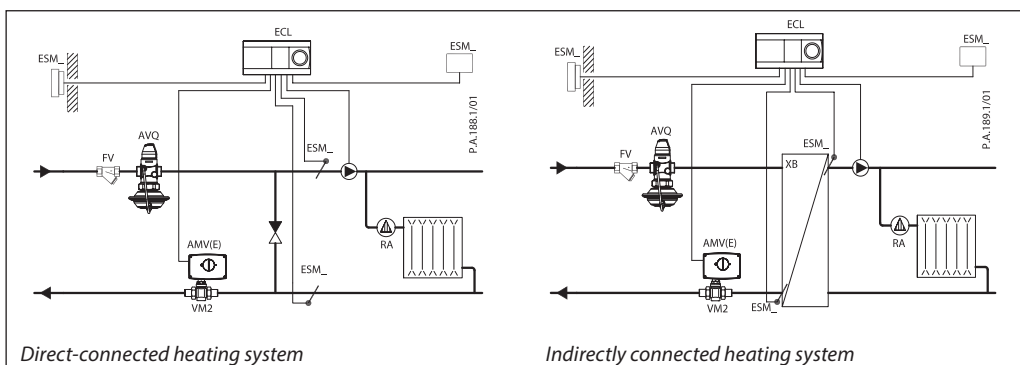 ECL
ESM_
ESM_
P.A.188.1/01
AVQ
FV
ESM_
RA
AMV(E)
ESM_
VM2
Direct-connected heating system
ECL
ESM_
ESM_
P.A.189.1/01
AVQ
FV
ESM_
XB
RA
AMV(E)
ESM_
VM2
Indirectly connected heating system